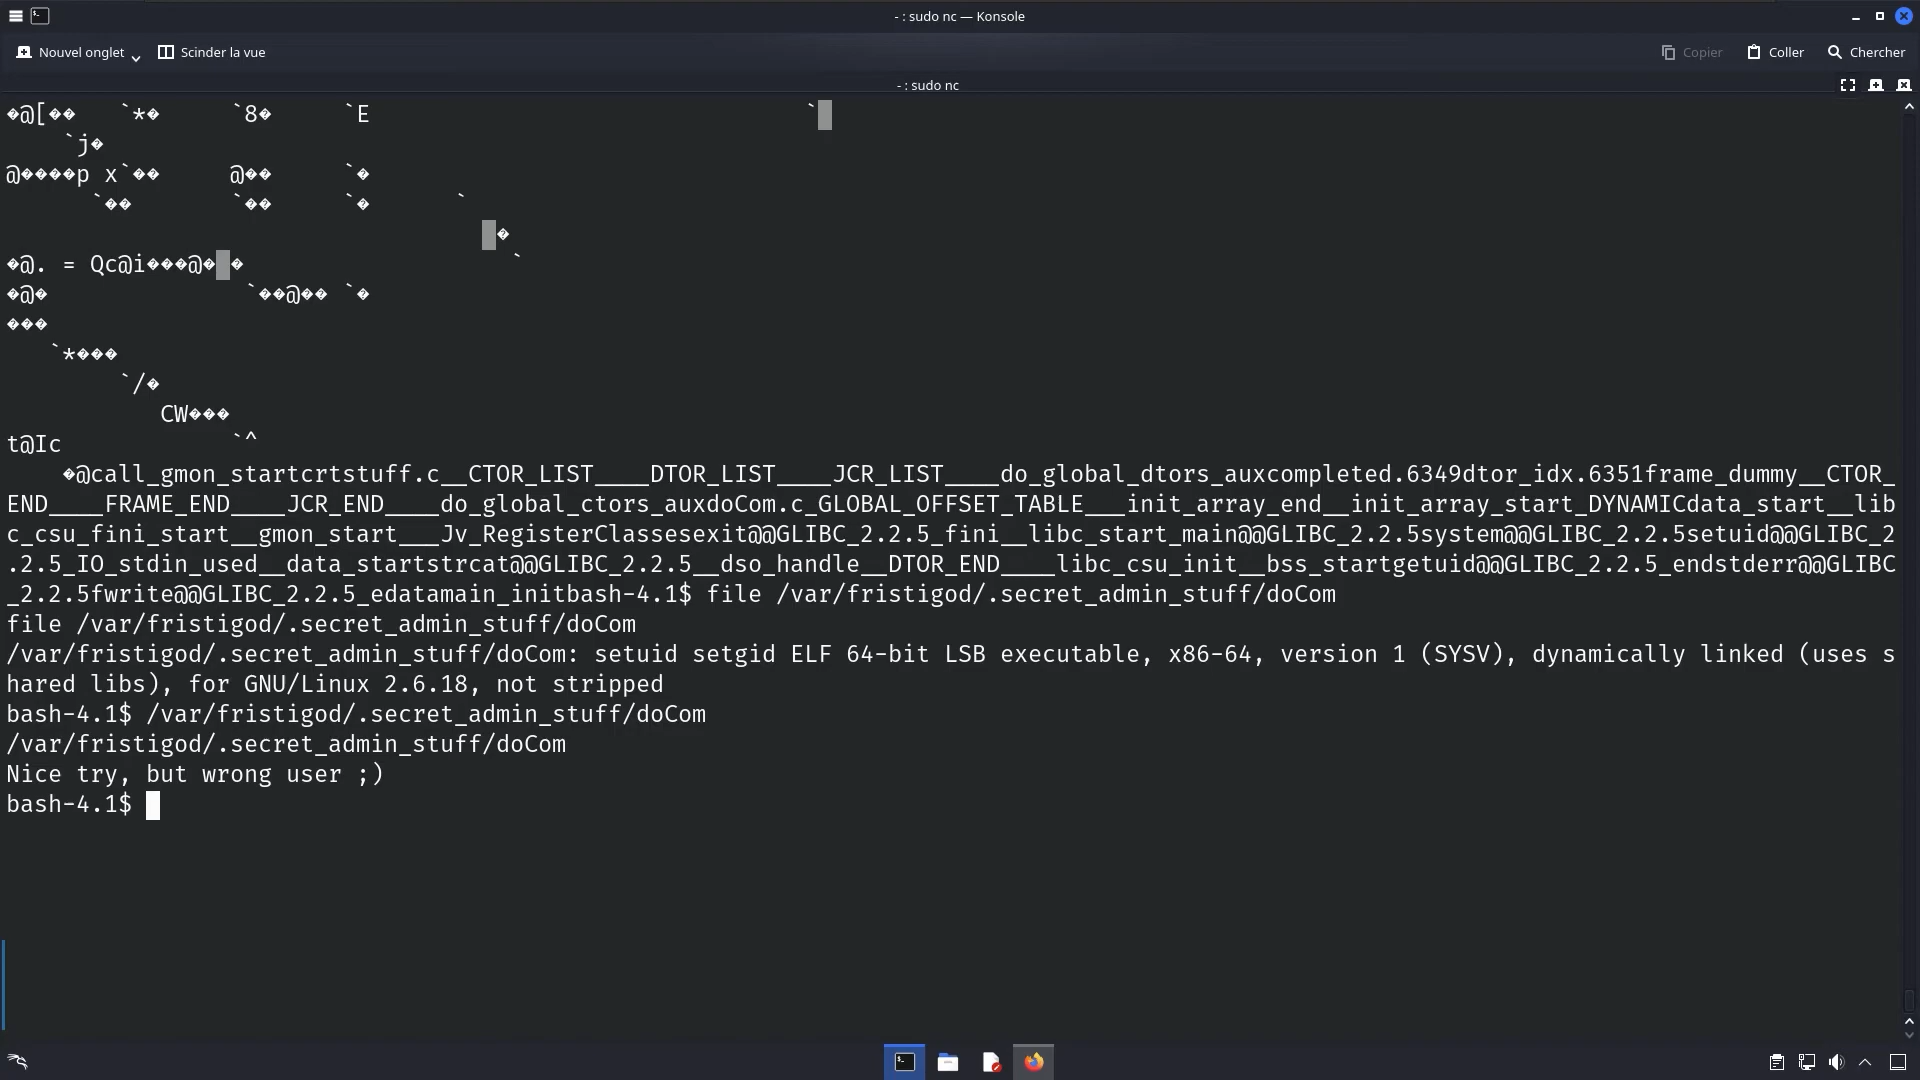 - : sudo nc — Konsole
Nouvel onglet
Scinder la vue
Copier
Coller
Chercher
- : sudo nc
�@[�� `*� `8� `E `
`j�
@����p x`�� @�� `�
`�� `�� `� `
�
�@. = Qc@i���@� � `
�@� `��@�� `�
���
`*���
`/�
CW���
t@Ic `^
�@call_gmon_startcrtstuff.c__CTOR_LIST____DTOR_LIST____JCR_LIST____do_global_dtors_auxcompleted.6349dtor_idx.6351frame_dummy__CTOR_
END____FRAME_END____JCR_END____do_global_ctors_auxdoCom.c_GLOBAL_OFFSET_TABLE___init_array_end__init_array_start_DYNAMICdata_start__lib
c_csu_fini_start__gmon_start___Jv_RegisterClassesexit@@GLIBC_2.2.5_fini__libc_start_main@@GLIBC_2.2.5system@@GLIBC_2.2.5setuid@@GLIBC_2
.2.5_IO_stdin_used__data_startstrcat@@GLIBC_2.2.5__dso_handle__DTOR_END____libc_csu_init__bss_startgetuid@@GLIBC_2.2.5_endstderr@@GLIBC
_2.2.5fwrite@@GLIBC_2.2.5_edatamain_initbash-4.1$ file /var/fristigod/.secret_admin_stuff/doCom
file /var/fristigod/.secret_admin_stuff/doCom
/var/fristigod/.secret_admin_stuff/doCom: setuid setgid ELF 64-bit LSB executable, x86-64, version 1 (SYSV), dynamically linked (uses s
hared libs), for GNU/Linux 2.6.18, not stripped
bash-4.1$ /var/fristigod/.secret_admin_stuff/doCom
/var/fristigod/.secret_admin_stuff/doCom
Nice try, but wrong user ;)
bash-4.1$